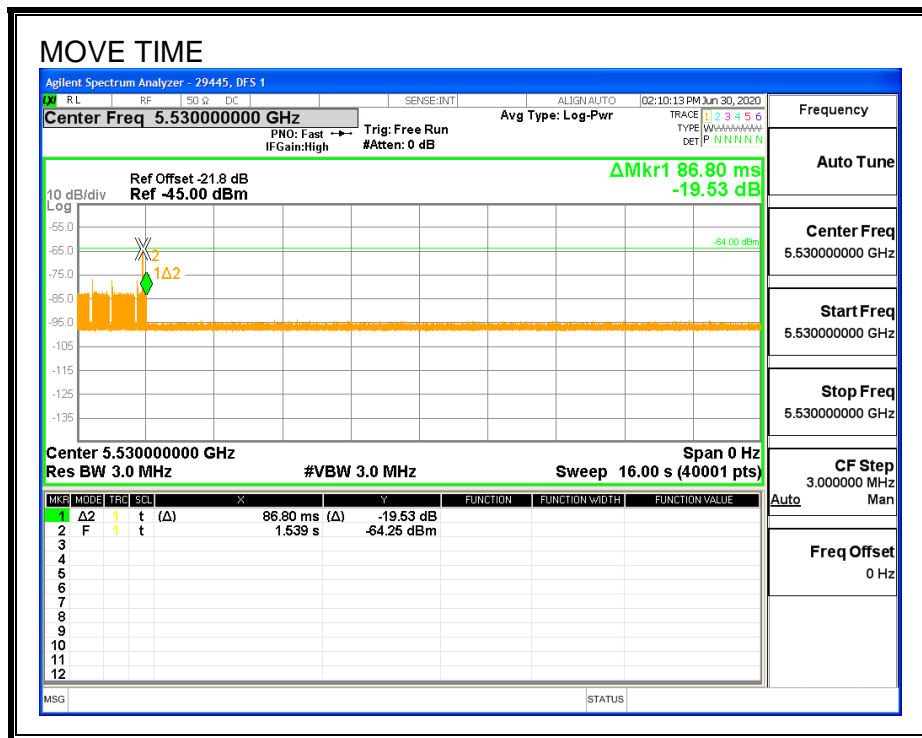 MOVE TIME
Agilent Spectrum Analyzer - 29445, DFS 1
LXI RL RF 50 Ω DC SENSE:INT ALIGN AUTO 02:10:13 PM Jun 30, 2020
Center Freq 5.530000000 GHz Avg Type: Log-Pwr TRACE 1 2 3 4 5 6
PNO: Fast Trig: Free Run TYPE WWWWWW
IFGain:High #Atten: 0 dB DET P N N N N N
ΔMkr1 86.80 ms
-19.53 dB
Ref Offset -21.8 dB
10 dB/div Ref -45.00 dBm
Log
-55.0
-64.00 dBm
-65.0
2
1Δ2
-75.0
-85.0
-95.0
-105
-115
-125
-135
Center 5.530000000 GHz Span 0 Hz
Res BW 3.0 MHz #VBW 3.0 MHz Sweep 16.00 s (40001 pts)
MKR MODE TRC SCL X Y FUNCTION FUNCTION WIDTH FUNCTION VALUE
1 Δ2 1 t (Δ) 86.80 ms (Δ) -19.53 dB
2 F 1 t 1.539 s -64.25 dBm
3
4
5
6
7
8
9
10
11
12
MSG STATUS
Frequency
Auto Tune
Center Freq
5.530000000 GHz
Start Freq
5.530000000 GHz
Stop Freq
5.530000000 GHz
CF Step
3.000000 MHz
Auto Man
Freq Offset
0 Hz